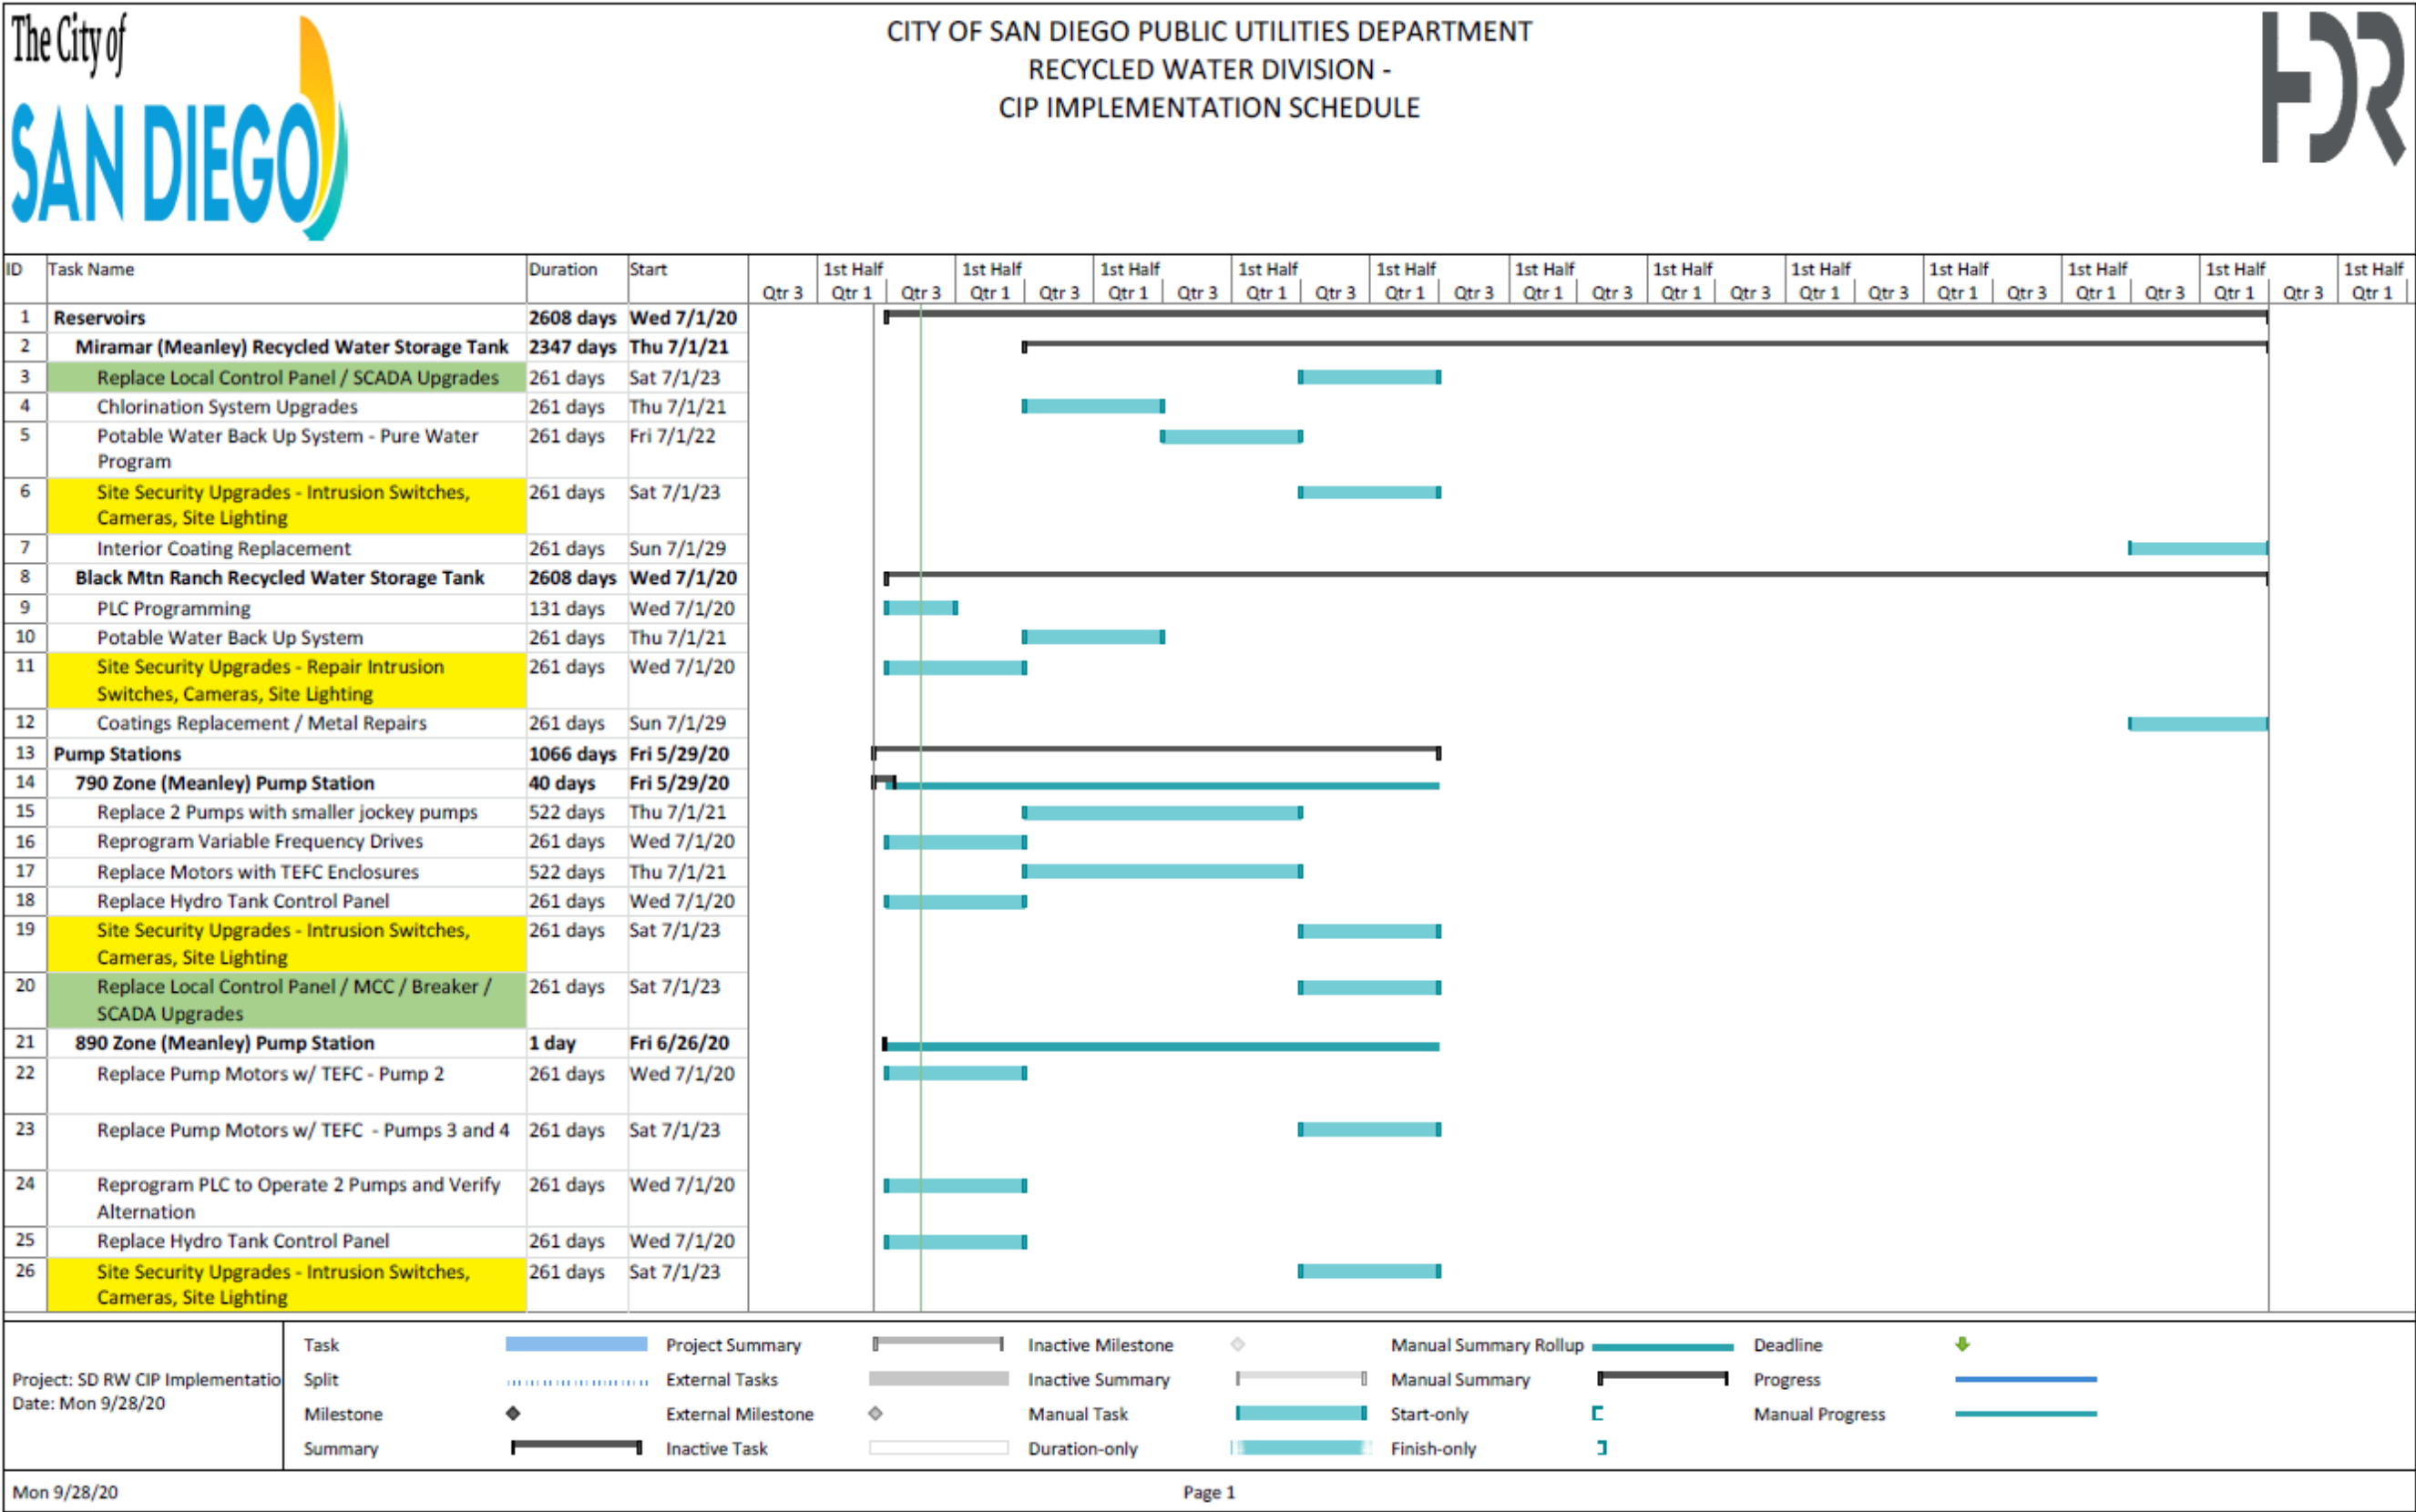 The City of
SAN DIEGO
CITY OF SAN DIEGO PUBLIC UTILITIES DEPARTMENT
RECYCLED WATER DIVISION -
CIP IMPLEMENTATION SCHEDULE
HDR
ID Task Name Duration Start
1st Half 1st Half 1st Half 1st Half 1st Half 1st Half 1st Half 1st Half 1st Half 1st Half 1st Half 1st Half
Qtr 3 Qtr 1 Qtr 3 Qtr 1 Qtr 3 Qtr 1 Qtr 3 Qtr 1 Qtr 3 Qtr 1 Qtr 3 Qtr 1 Qtr 3 Qtr 1 Qtr 3 Qtr 1 Qtr 3 Qtr 1 Qtr 3 Qtr 1 Qtr 3 Qtr 1 Qtr 3 Qtr 1
1 Reservoirs 2608 days Wed 7/1/20
2 Miramar (Meanley) Recycled Water Storage Tank 2347 days Thu 7/1/21
3 Replace Local Control Panel / SCADA Upgrades 261 days Sat 7/1/23
4 Chlorination System Upgrades 261 days Thu 7/1/21
5 Potable Water Back Up System - Pure Water 261 days Fri 7/1/22
Program
6 Site Security Upgrades - Intrusion Switches, 261 days Sat 7/1/23
Cameras, Site Lighting
7 Interior Coating Replacement 261 days Sun 7/1/29
8 Black Mtn Ranch Recycled Water Storage Tank 2608 days Wed 7/1/20
9 PLC Programming 131 days Wed 7/1/20
10 Potable Water Back Up System 261 days Thu 7/1/21
11 Site Security Upgrades - Repair Intrusion 261 days Wed 7/1/20
Switches, Cameras, Site Lighting
12 Coatings Replacement / Metal Repairs 261 days Sun 7/1/29
13 Pump Stations 1066 days Fri 5/29/20
14 790 Zone (Meanley) Pump Station 40 days Fri 5/29/20
15 Replace 2 Pumps with smaller jockey pumps 522 days Thu 7/1/21
16 Reprogram Variable Frequency Drives 261 days Wed 7/1/20
17 Replace Motors with TEFC Enclosures 522 days Thu 7/1/21
18 Replace Hydro Tank Control Panel 261 days Wed 7/1/20
19 Site Security Upgrades - Intrusion Switches, 261 days Sat 7/1/23
Cameras, Site Lighting
20 Replace Local Control Panel / MCC / Breaker / 261 days Sat 7/1/23
SCADA Upgrades
21 890 Zone (Meanley) Pump Station 1 day Fri 6/26/20
22 Replace Pump Motors w/ TEFC - Pump 2 261 days Wed 7/1/20
23 Replace Pump Motors w/ TEFC - Pumps 3 and 4 261 days Sat 7/1/23
24 Reprogram PLC to Operate 2 Pumps and Verify 261 days Wed 7/1/20
Alternation
25 Replace Hydro Tank Control Panel 261 days Wed 7/1/20
26 Site Security Upgrades - Intrusion Switches, 261 days Sat 7/1/23
Cameras, Site Lighting
Project: SD RW CIP Implementatio
Date: Mon 9/28/20
Task Project Summary Inactive Milestone Manual Summary Rollup Deadline
Split External Tasks Inactive Summary Manual Summary Progress
Milestone External Milestone Manual Task Start-only Manual Progress
Summary Inactive Task Duration-only Finish-only
Mon 9/28/20 Page 1